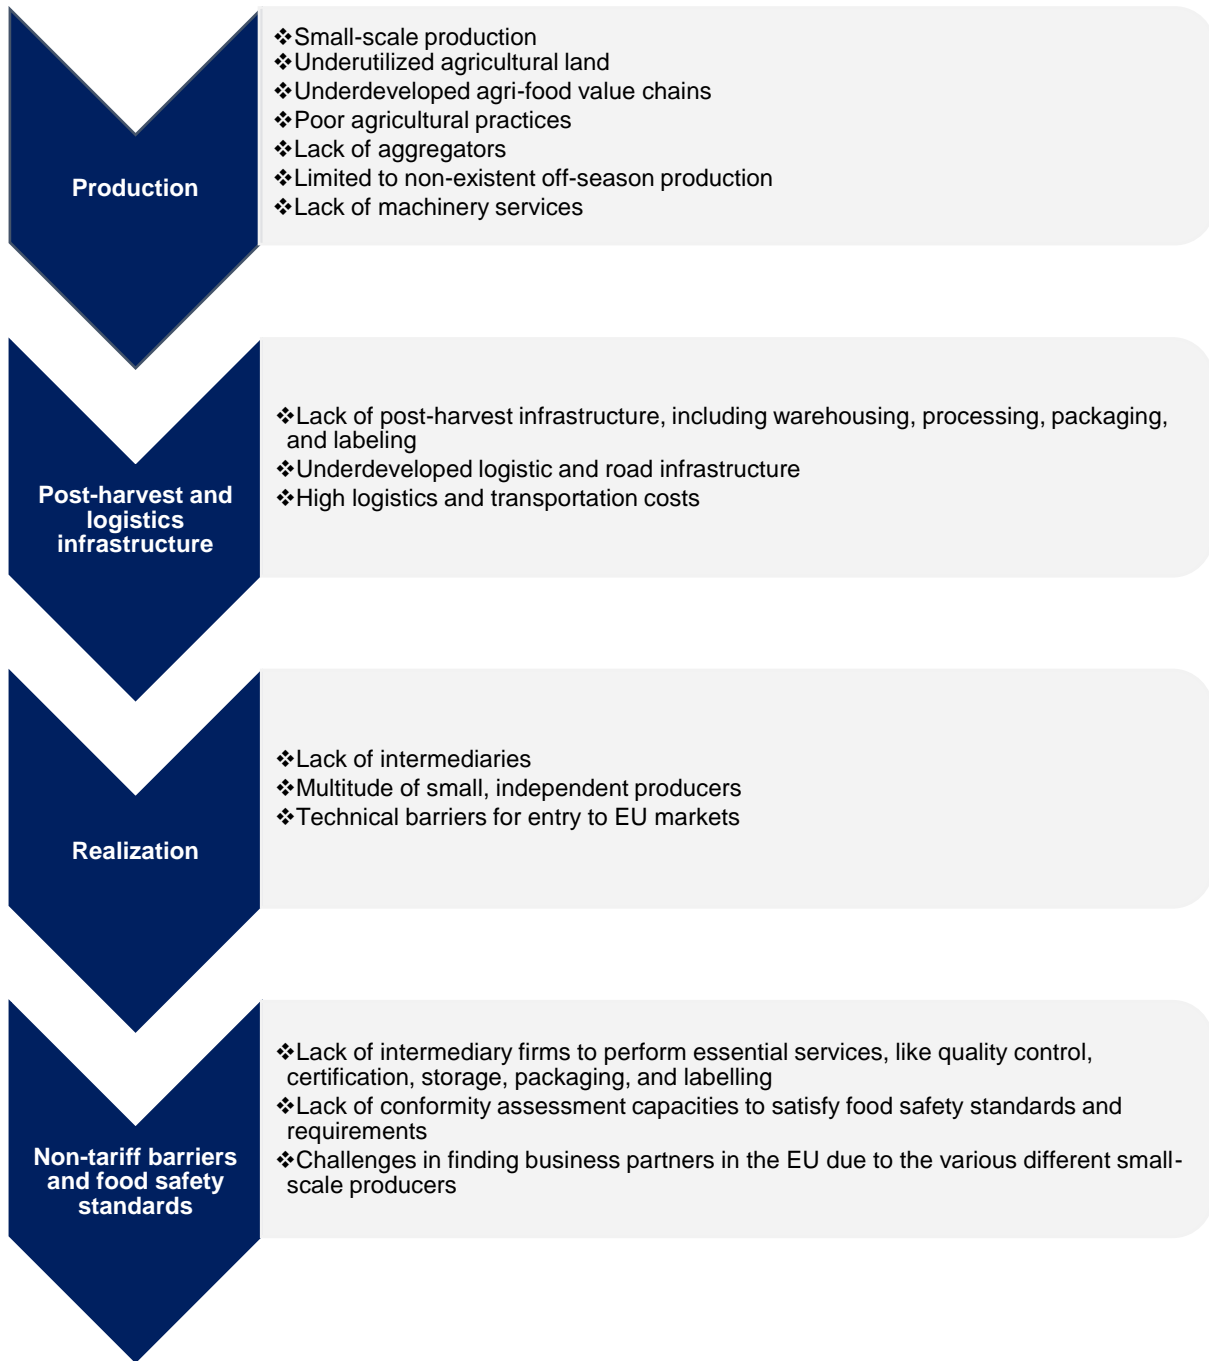 Production
❖Small-scale production
❖Underutilized agricultural land
❖Underdeveloped agri-food value chains
❖Poor agricultural practices
❖Lack of aggregators
❖Limited to non-existent off-season production
❖Lack of machinery services
Post-harvest and
logistics
infrastructure
❖Lack of post-harvest infrastructure, including warehousing, processing, packaging,
and labeling
❖Underdeveloped logistic and road infrastructure
❖High logistics and transportation costs
Realization
❖Lack of intermediaries
❖Multitude of small, independent producers
❖Technical barriers for entry to EU markets
Non-tariff barriers
and food safety
standards
❖Lack of intermediary firms to perform essential services, like quality control,
certification, storage, packaging, and labelling
❖Lack of conformity assessment capacities to satisfy food safety standards and
requirements
❖Challenges in finding business partners in the EU due to the various different small-
scale producers